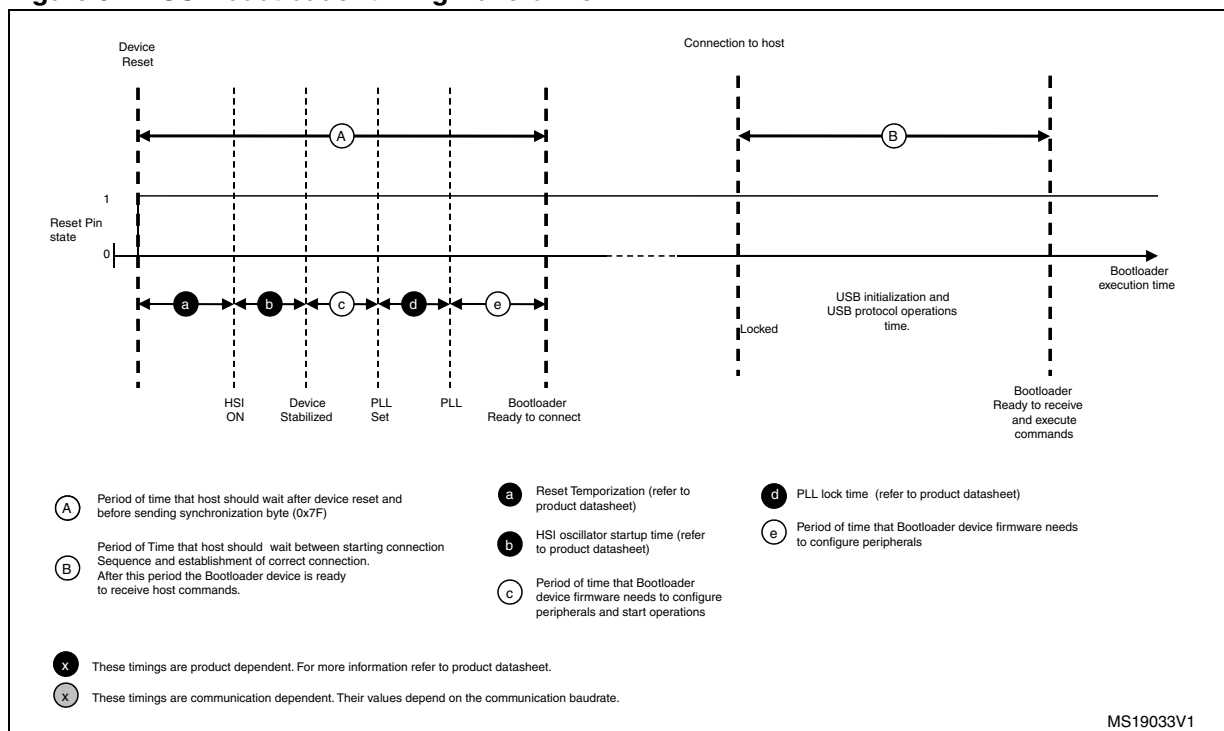 Device
Reset
Connection to host
A
B
1
Reset Pin
state
0
Bootloader
execution time
a
b
c
d
e
USB initialization and
USB protocol operations
time.
Locked
HSI
ON
Device
Stabilized
PLL
Set
PLL
Bootloader
Ready to connect
Bootloader
Ready to receive
and execute
commands
A
Period of time that host should wait after device reset and
before sending synchronization byte (0x7F)
B
Period of Time that host should wait between starting connection
Sequence and establishment of correct connection.
After this period the Bootloader device is ready
to receive host commands.
a
Reset Temporization (refer to
product datasheet)
b
HSI oscillator startup time (refer
to product datasheet)
c
Period of time that Bootloader
device firmware needs to configure
peripherals and start operations
d
PLL lock time (refer to product datasheet)
e
Period of time that Bootloader device firmware needs
to configure peripherals
x
These timings are product dependent. For more information refer to product datasheet.
x
These timings are communication dependent. Their values depend on the communication baudrate.
MS19033V1